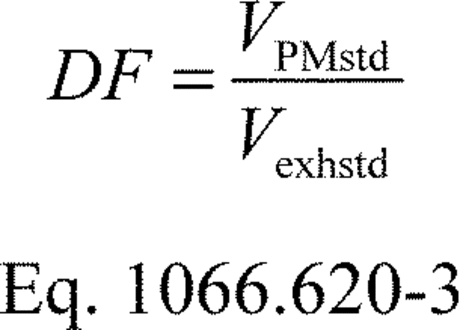 DF = V_PMstd / V_exhstd
Eq. 1066.620-3